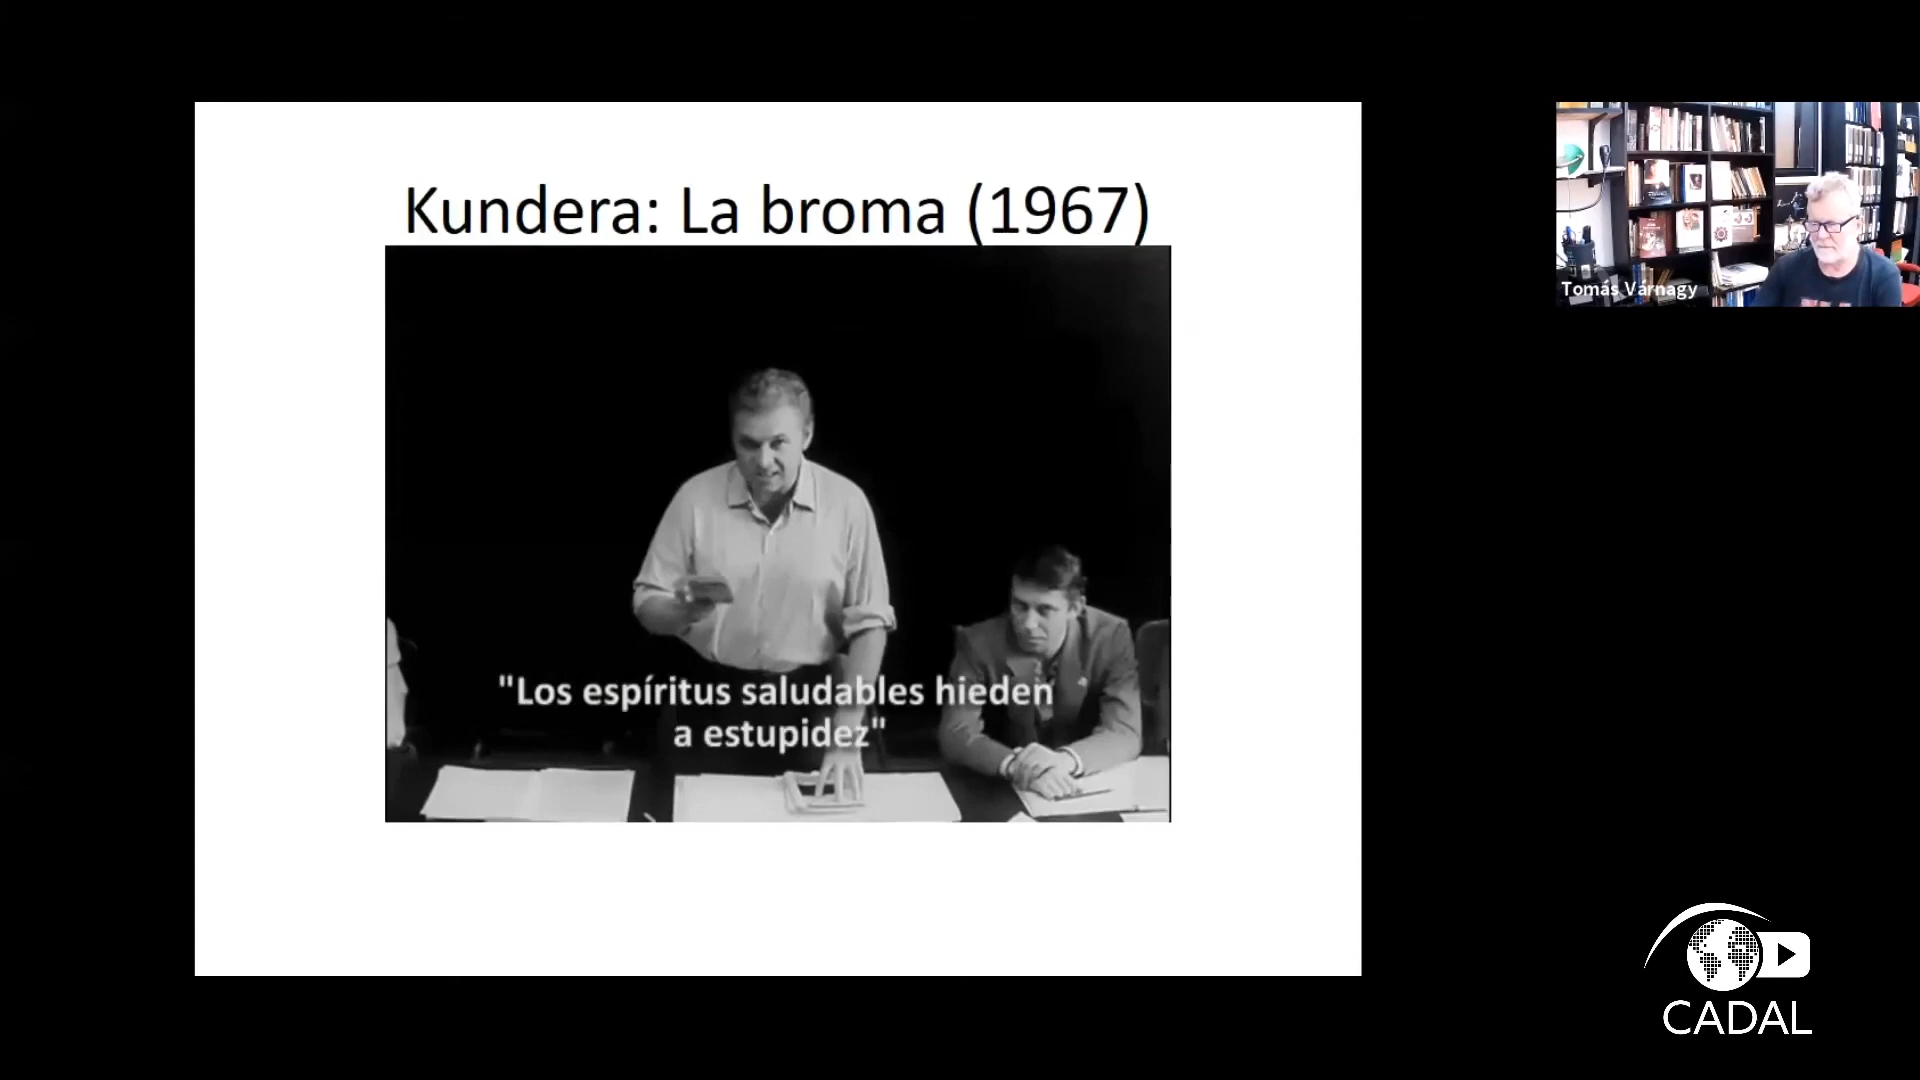 Kundera: La broma (1967)
"Los espíritus saludables hieden
a estupidez"
Tomás Várnagy
CADAL